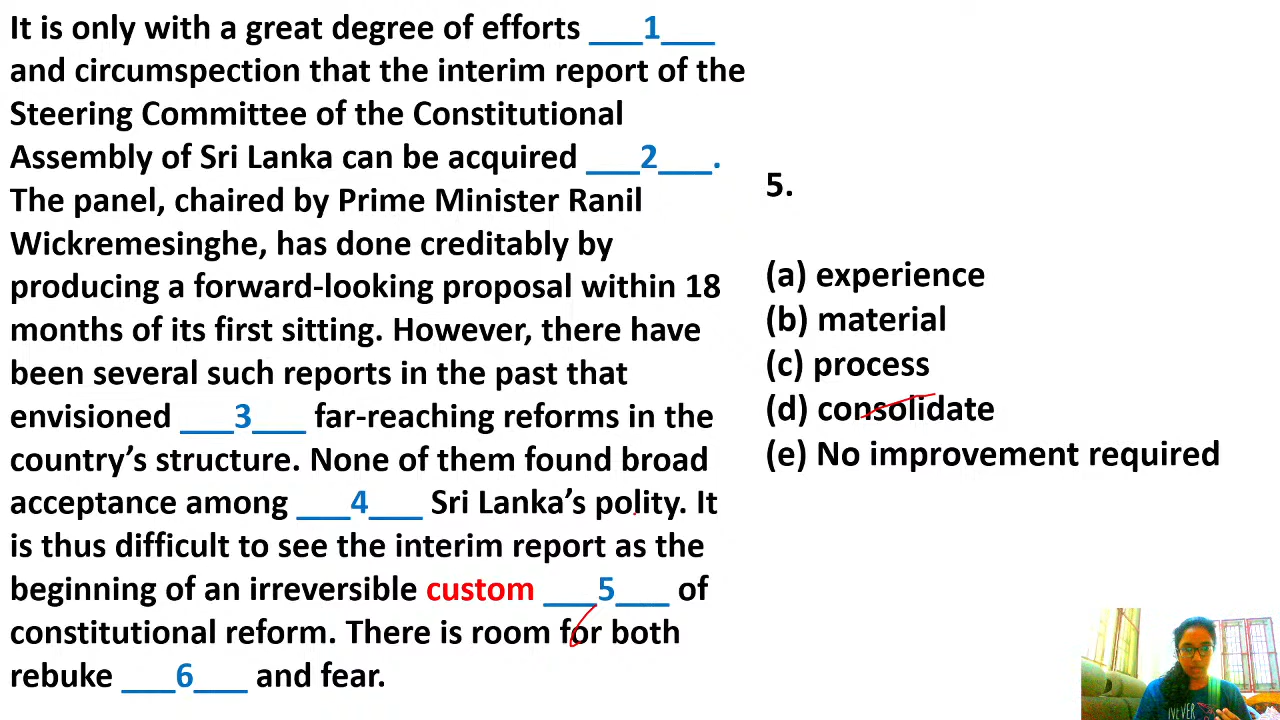 It is only with a great degree of efforts ___1___
and circumspection that the interim report of the
Steering Committee of the Constitutional
Assembly of Sri Lanka can be acquired ___2___.
The panel, chaired by Prime Minister Ranil
Wickremesinghe, has done creditably by
producing a forward-looking proposal within 18
months of its first sitting. However, there have
been several such reports in the past that
envisioned ___3___ far-reaching reforms in the
country’s structure. None of them found broad
acceptance among ___4___ Sri Lanka’s polity. It
is thus difficult to see the interim report as the
beginning of an irreversible custom ___5___ of
constitutional reform. There is room for both
rebuke ___6___ and fear.
5.
(a) experience
(b) material
(c) process
(d) consolidate
(e) No improvement required
NEVER